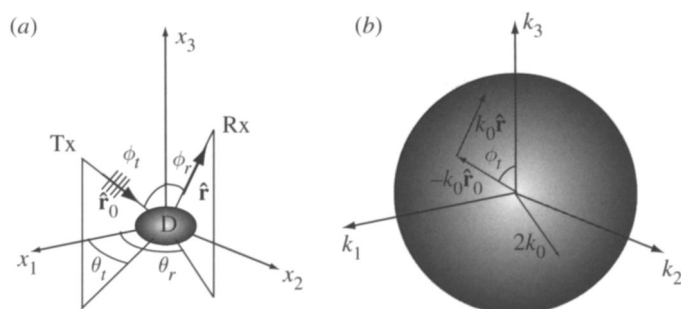 (a)
x₃
Tx
Rx
ϕₜ
ϕᵣ
r̂₀
r̂
D
x₁
θₜ
θᵣ
x₂
(b)
k₃
k₀r̂
ϕₜ
−k₀r̂₀
k₁
2k₀
k₂